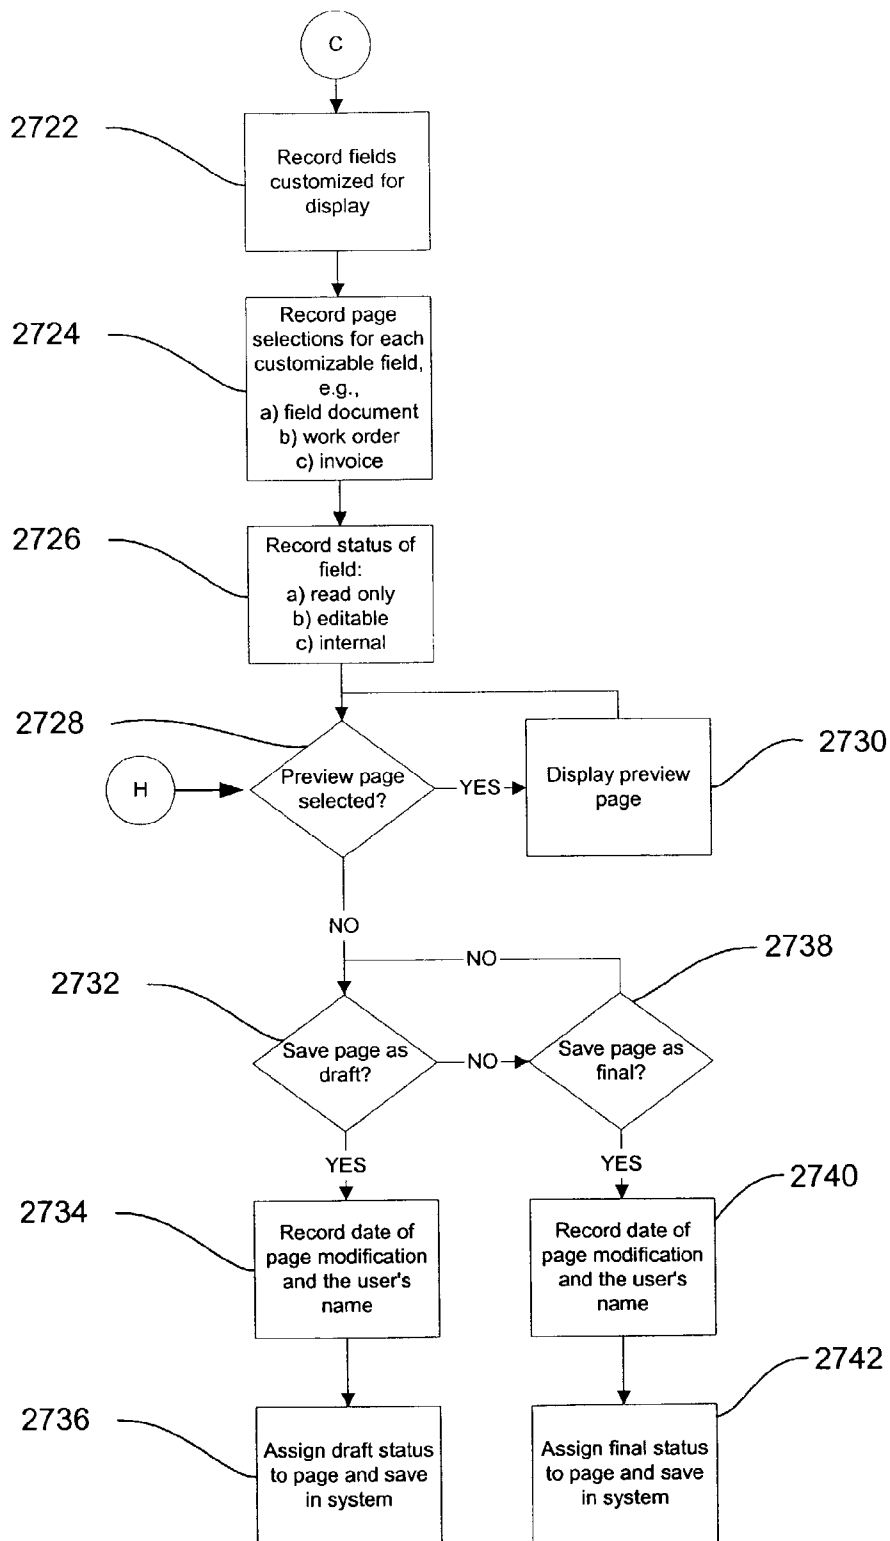 C
2722
Record fields
customized for
display
2724
Record page
selections for each
customizable field,
e.g.,
a) field document
b) work order
c) invoice
2726
Record status of
field:
a) read only
b) editable
c) internal
2728
H
Preview page
selected?
YES
Display preview
page
2730
NO
NO
2738
2732
Save page as
draft?
NO
Save page as
final?
YES
YES
2734
Record date of
page modification
and the user's
name
2740
Record date of
page modification
and the user's
name
2736
Assign draft status
to page and save
in system
2742
Assign final status
to page and save
in system